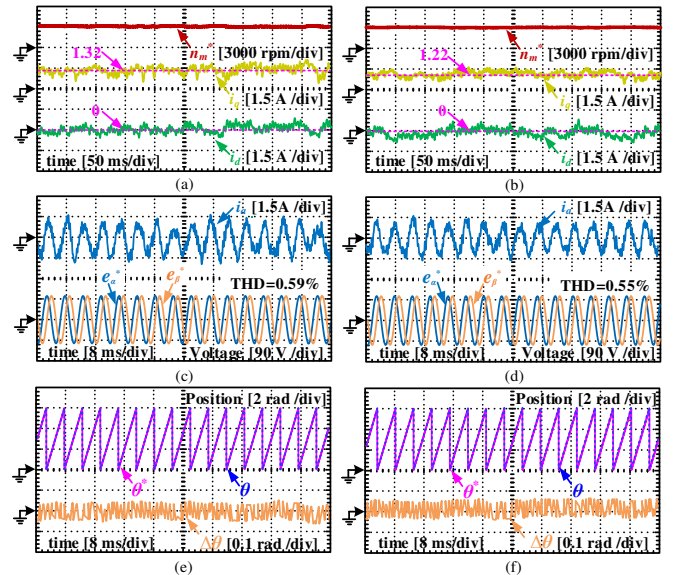 n_m^* [3000 rpm/div]
1.32
i_q [1.5 A /div]
0
time [50 ms/div] i_d [1.5 A /div]
(a)
n_m^* [3000 rpm/div]
1.22
i_q [1.5 A /div]
0
time [50 ms/div] i_d [1.5 A /div]
(b)
i_a [1.5A /div]
e_α^* e_β^* THD=0.59%
time [8 ms/div] Voltage [90 V /div]
(c)
i_a [1.5A /div]
e_α^* e_β^* THD=0.55%
time [8 ms/div] Voltage [90 V /div]
(d)
Position [2 rad /div]
θ^* θ
time [8 ms/div] Δθ [0.1 rad /div]
(e)
Position [2 rad /div]
θ^* θ
time [8 ms/div] Δθ [0.1 rad /div]
(f)